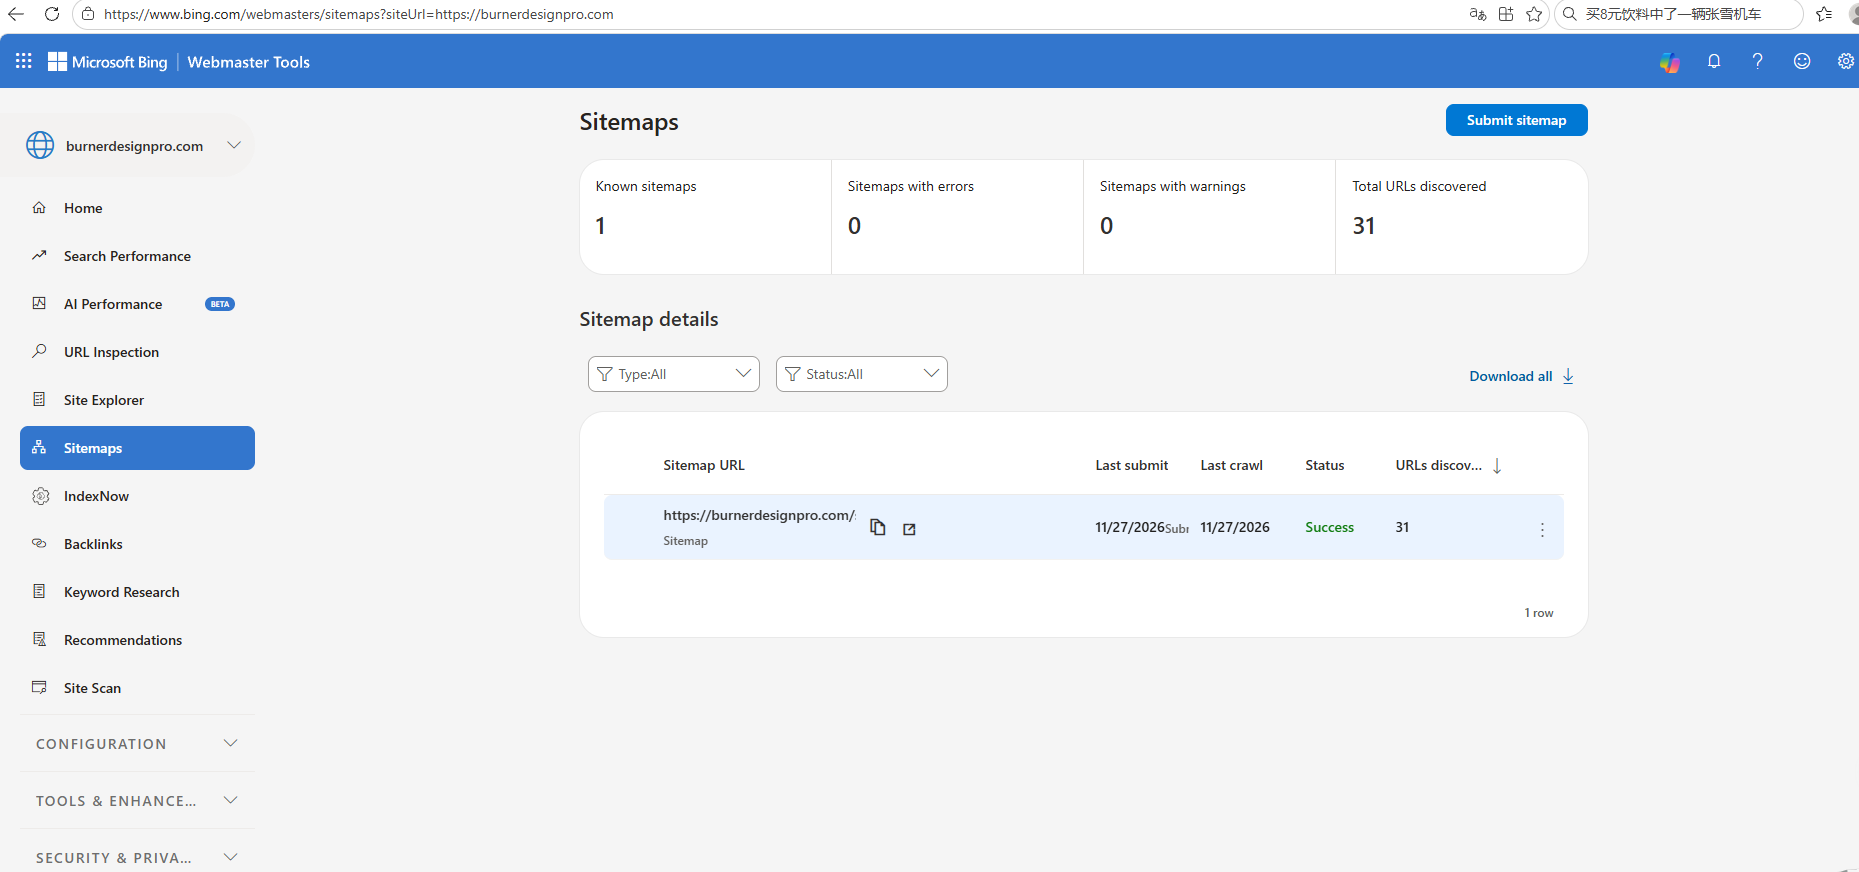 https://www.bing.com/webmasters/sitemaps?siteUrl=https://burnerdesignpro.com
买8元饮料中了一辆张雪机车
Microsoft Bing | Webmaster Tools
burnerdesignpro.com
Home
Search Performance
AI Performance BETA
URL Inspection
Site Explorer
Sitemaps
IndexNow
Backlinks
Keyword Research
Recommendations
Site Scan
CONFIGURATION
TOOLS & ENHANCE...
SECURITY & PRIVA...
Sitemaps
Submit sitemap
Known sitemaps
1
Sitemaps with errors
0
Sitemaps with warnings
0
Total URLs discovered
31
Sitemap details
Type:All
Status:All
Download all
Sitemap URL Last submit Last crawl Status URLs discov...
https://burnerdesignpro.com/ 11/27/2026 Subr 11/27/2026 Success 31
Sitemap
1 row